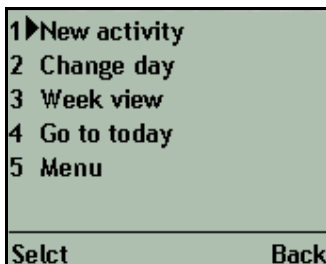 1 New activity
2 Change day
3 Week view
4 Go to today
5 Menu
Selct Back